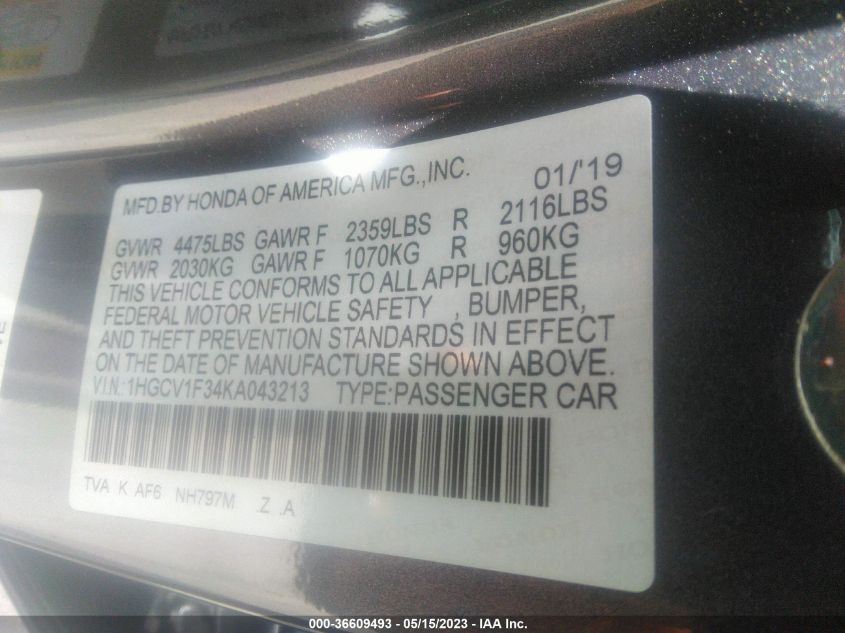 MFD.BY HONDA OF AMERICA MFG.,INC. 01/'19
GVWR 4475LBS GAWR F 2359LBS R 2116LBS
GVWR 2030KG GAWR F 1070KG R 960KG
THIS VEHICLE CONFORMS TO ALL APPLICABLE
FEDERAL MOTOR VEHICLE SAFETY , BUMPER,
AND THEFT PREVENTION STANDARDS IN EFFECT
ON THE DATE OF MANUFACTURE SHOWN ABOVE.
V.I.N.:1HGCV1F34KA043213 TYPE:PASSENGER CAR
TVA K AF6 NH797M .Z .A
000-36609493 - 05/15/2023 - IAA Inc.